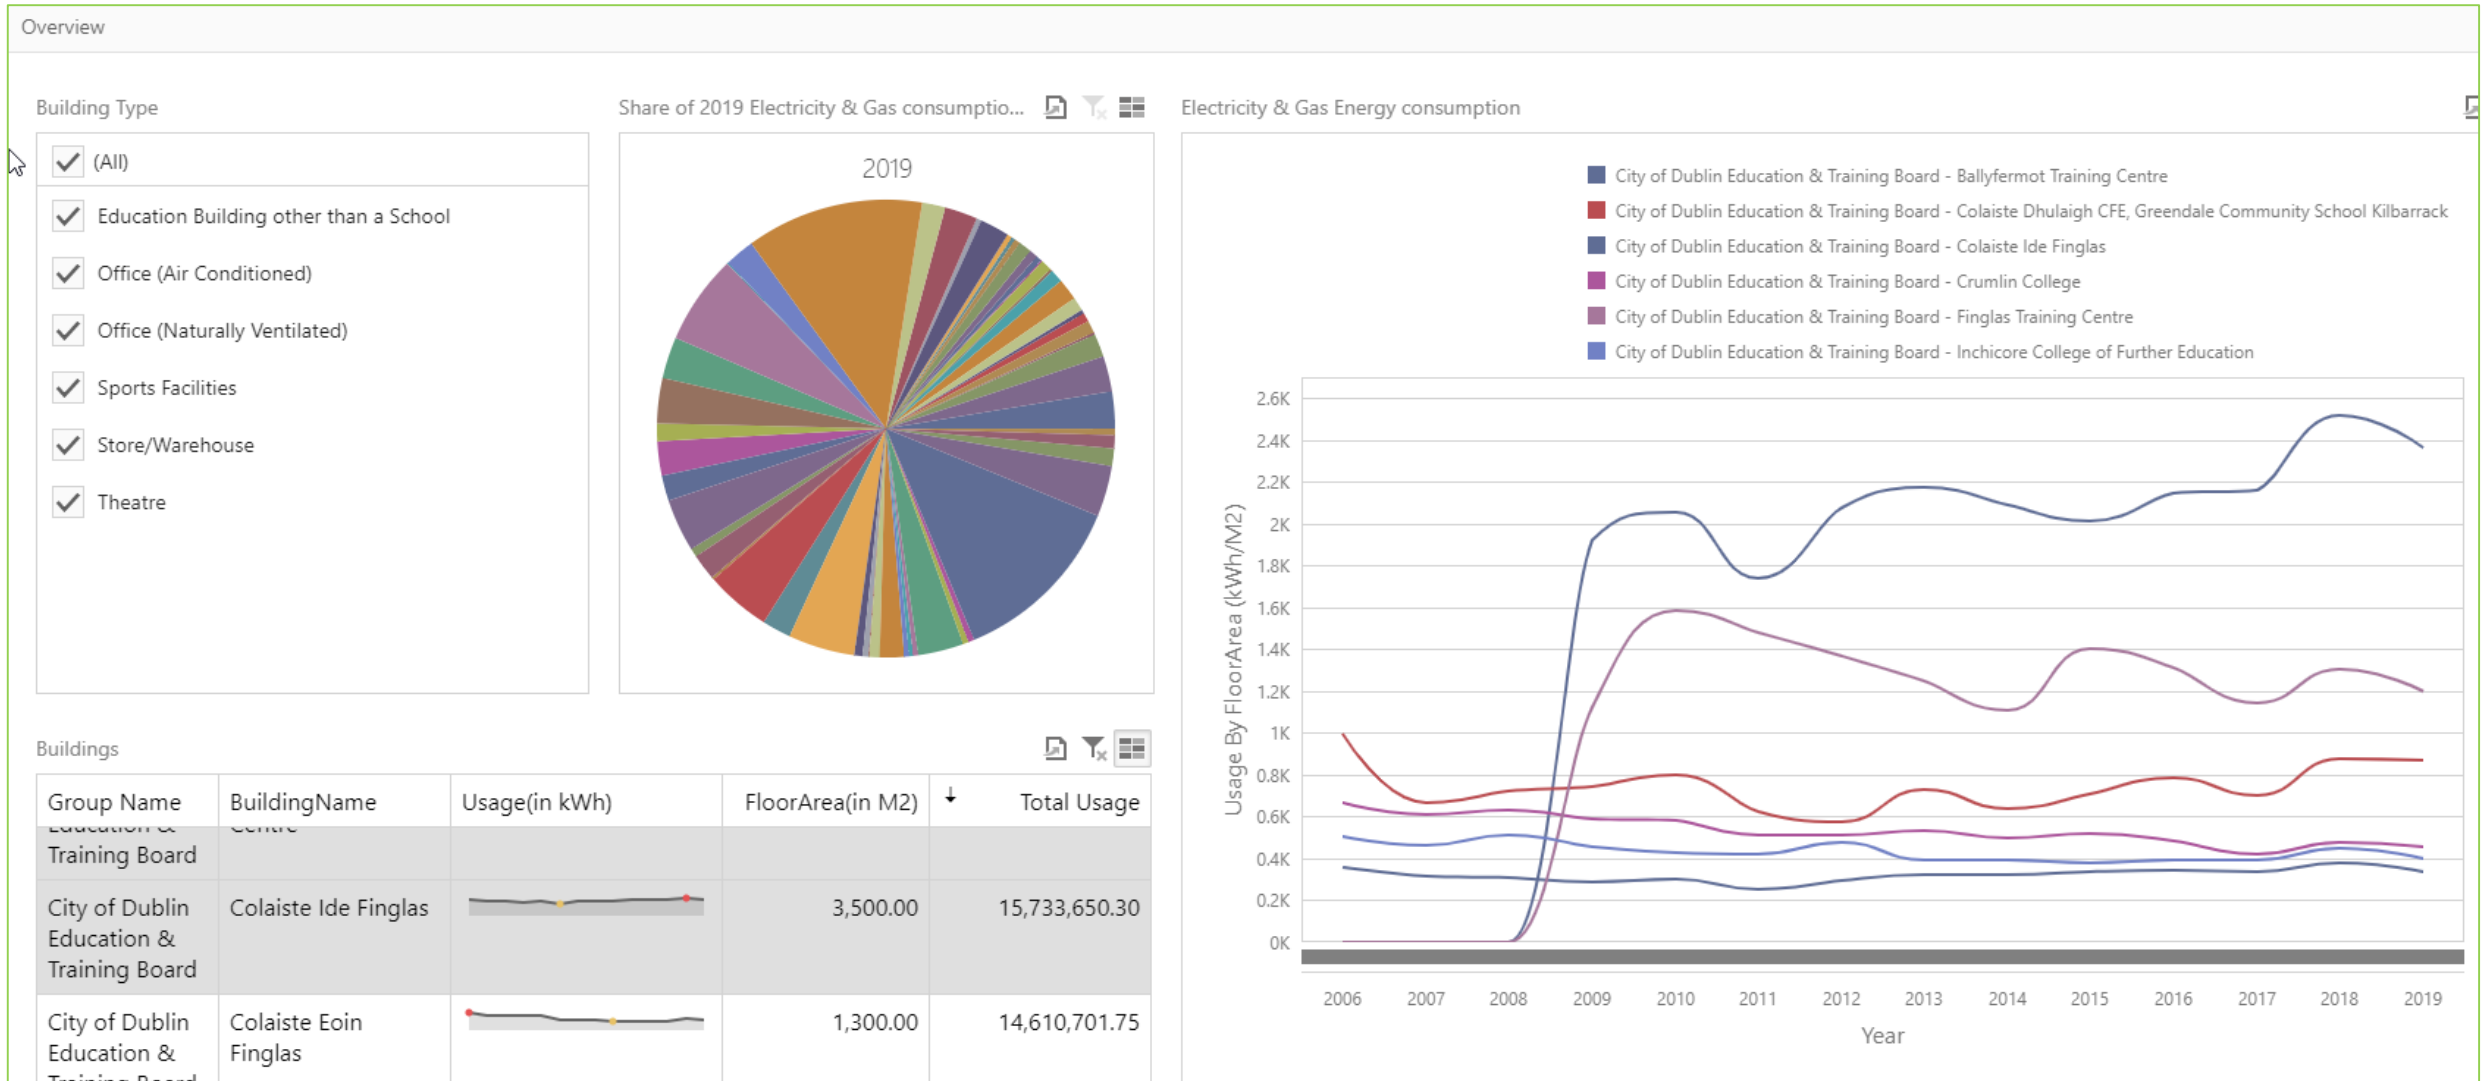 Overview
Building Type
(All)
Education Building other than a School
Office (Air Conditioned)
Office (Naturally Ventilated)
Sports Facilities
Store/Warehouse
Theatre
Share of 2019 Electricity & Gas consumptio...
2019
Electricity & Gas Energy consumption
City of Dublin Education & Training Board - Ballyfermot Training Centre
City of Dublin Education & Training Board - Colaiste Dhulaigh CFE, Greendale Community School Kilbarrack
City of Dublin Education & Training Board - Colaiste Ide Finglas
City of Dublin Education & Training Board - Crumlin College
City of Dublin Education & Training Board - Finglas Training Centre
City of Dublin Education & Training Board - Inchicore College of Further Education
Usage By FloorArea (kWh/M2)
2.6K
2.4K
2.2K
2K
1.8K
1.6K
1.4K
1.2K
1K
0.8K
0.6K
0.4K
0.2K
0K
2006 2007 2008 2009 2010 2011 2012 2013 2014 2015 2016 2017 2018 2019
Year
Buildings
Group Name BuildingName Usage(in kWh) FloorArea(in M2) Total Usage
Education & Centre
Training Board
City of Dublin Colaiste Ide Finglas 3,500.00 15,733,650.30
Education &
Training Board
City of Dublin Colaiste Eoin 1,300.00 14,610,701.75
Education & Finglas
Training Board